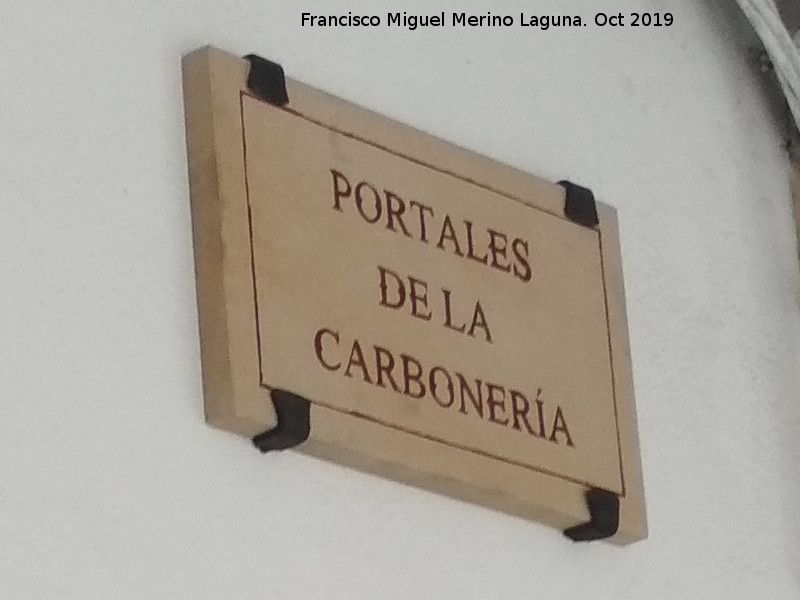 Francisco Miguel Merino Laguna. Oct 2019
PORTALES
DE LA
CARBONERÍA